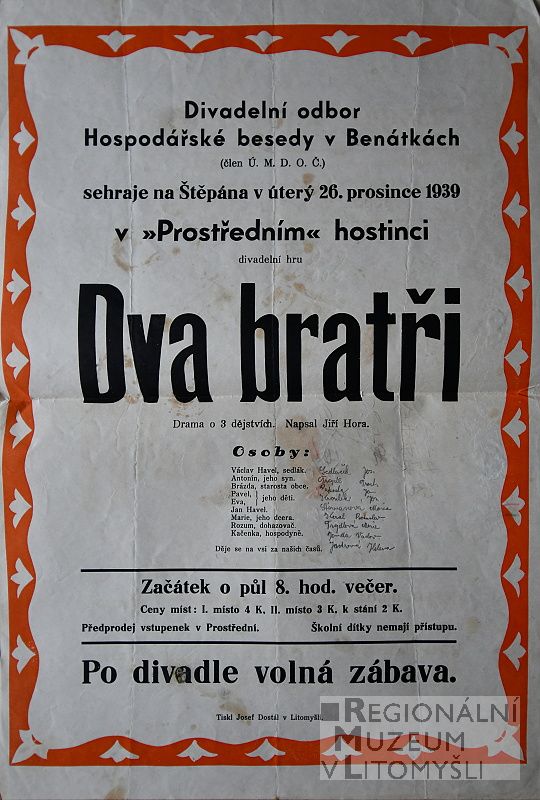 Divadelní odbor
Hospodářské besedy v Benátkách
(člen Ú. M. D. O. Č.)
sehraje na Štěpána v úterý 26. prosince 1939
v »Prostředním« hostinci
divadelní hru
Dva bratři
Drama o 3 dějstvích. Napsal Jiří Hora.
Osoby:
Václav Havel, sedlák. Sedláček, Jos.
Antonín, jeho syn.
Brázda, starosta obce.
Pavel, } jeho děti.
Eva,
Jan Havel.
Marie, jeho dcera.
Rozum, dohazovač.
Kačenka, hospodyně.
Děje se na vsi za našich časů.
Začátek o půl 8. hod. večer.
Ceny míst: I. místo 4 K, II. místo 3 K, k stání 2 K.
Předprodej vstupenek v Prostřední. Školní dítky nemají přístupu.
Po divadle volná zábava.
Tiskl Josef Dostál v Litomyšli.
REGIONÁLNÍ
MUZEUM
V LITOMYŠLI